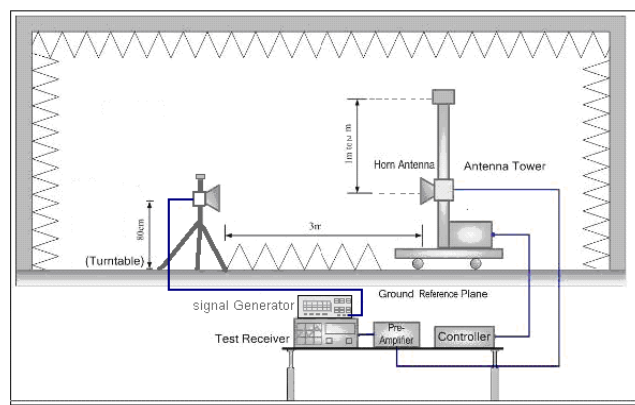 1m to 4 m
Horn Antenna
Antenna Tower
80cm
3m
(Turntable)
Ground Reference Plane
signal Generator
Test Receiver
Pre-
Amplifier
Controller